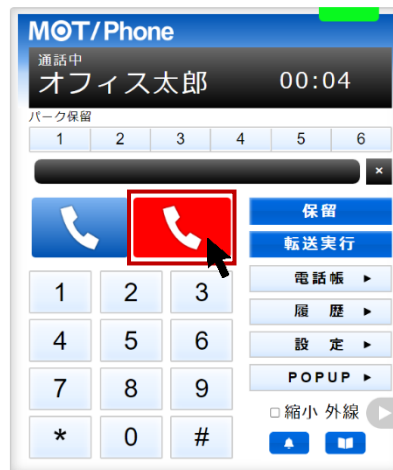 MOT/Phone
通話中
オフィス太郎 00:04
パーク保留
1 2 3 4 5 6
×
保留
転送実行
電話帳 ►
1 2 3
履 歴 ►
4 5 6
設 定 ►
7 8 9
POPUP ►
□縮小 外線
* 0 #